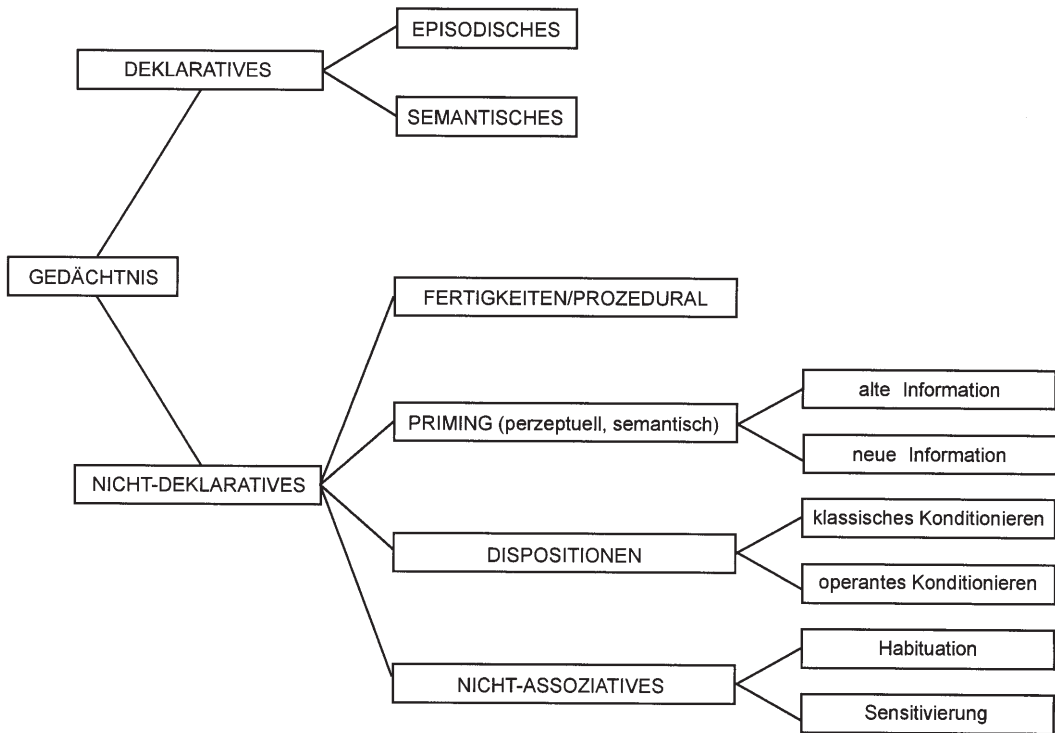 EPISODISCHES
DEKLARATIVES
SEMANTISCHES
GEDÄCHTNIS
FERTIGKEITEN/PROZEDURAL
alte Information
PRIMING (perzeptuell, semantisch)
neue Information
NICHT-DEKLARATIVES
klassisches Konditionieren
DISPOSITIONEN
operantes Konditionieren
Habituation
NICHT-ASSOZIATIVES
Sensitivierung